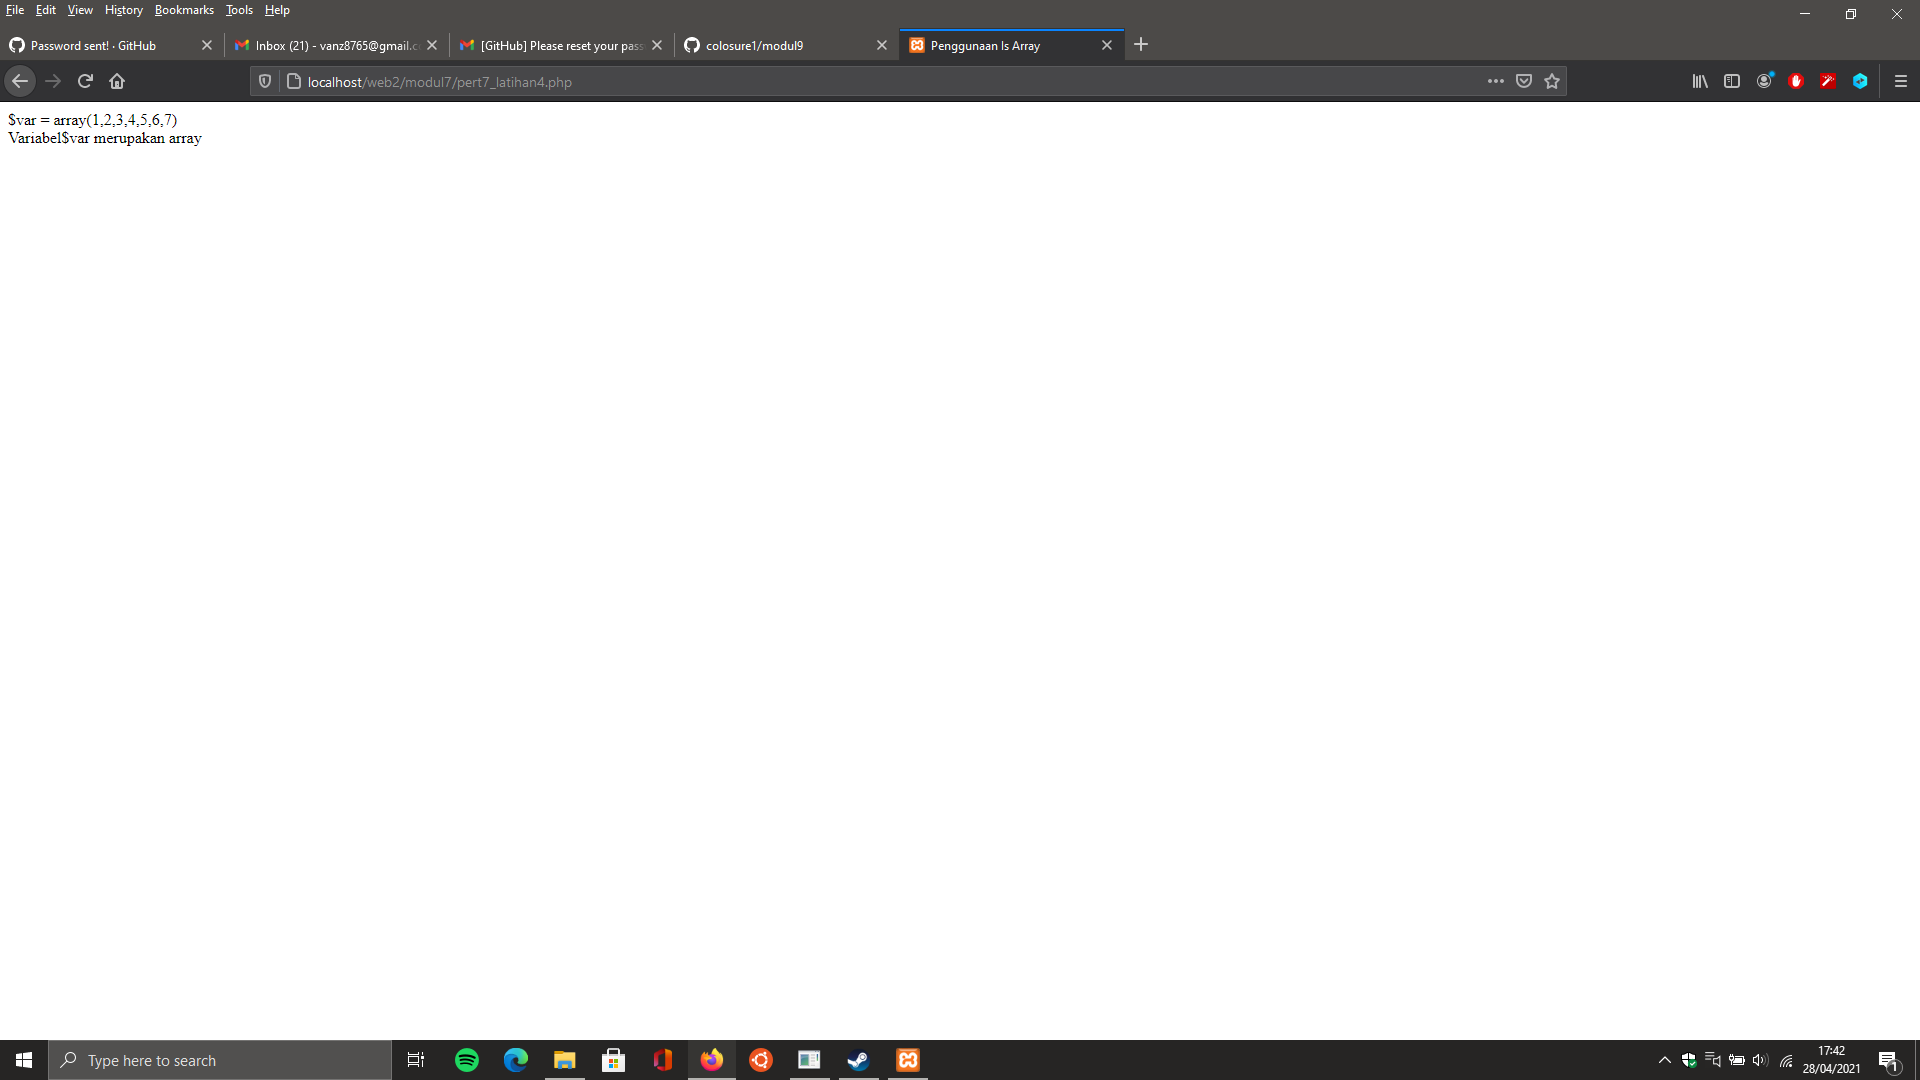 File Edit View History Bookmarks Tools Help
Password sent! · GitHub
Inbox (21) - vanz8765@gmail.c
[GitHub] Please reset your pass
colosure1/modul9
Penggunaan Is Array
localhost/web2/modul7/pert7_latihan4.php
$var = array(1,2,3,4,5,6,7)
Variabel$var merupakan array
Type here to search
17:42
28/04/2021
1